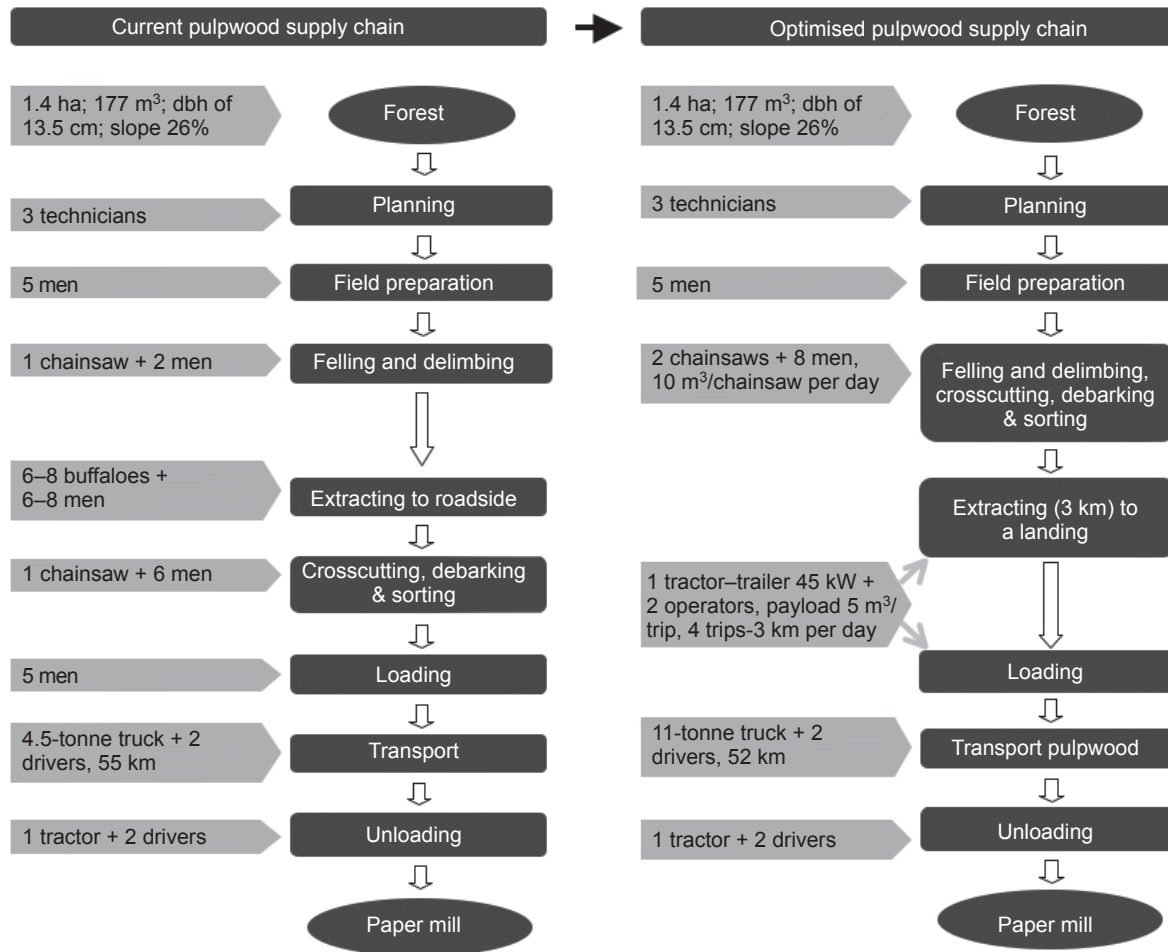 Current pulpwood supply chain
1.4 ha; 177 m³; dbh of
13.5 cm; slope 26%
Forest
3 technicians
Planning
5 men
Field preparation
1 chainsaw + 2 men
Felling and delimbing
6–8 buffaloes +
6–8 men
Extracting to roadside
1 chainsaw + 6 men
Crosscutting, debarking
& sorting
5 men
Loading
4.5-tonne truck + 2
drivers, 55 km
Transport
1 tractor + 2 drivers
Unloading
Paper mill
Optimised pulpwood supply chain
1.4 ha; 177 m³; dbh of
13.5 cm; slope 26%
Forest
3 technicians
Planning
5 men
Field preparation
2 chainsaws + 8 men,
10 m³/chainsaw per day
Felling and delimbing,
crosscutting, debarking
& sorting
Extracting (3 km) to
a landing
1 tractor–trailer 45 kW +
2 operators, payload 5 m³/
trip, 4 trips-3 km per day
Loading
11-tonne truck + 2
drivers, 52 km
Transport pulpwood
1 tractor + 2 drivers
Unloading
Paper mill